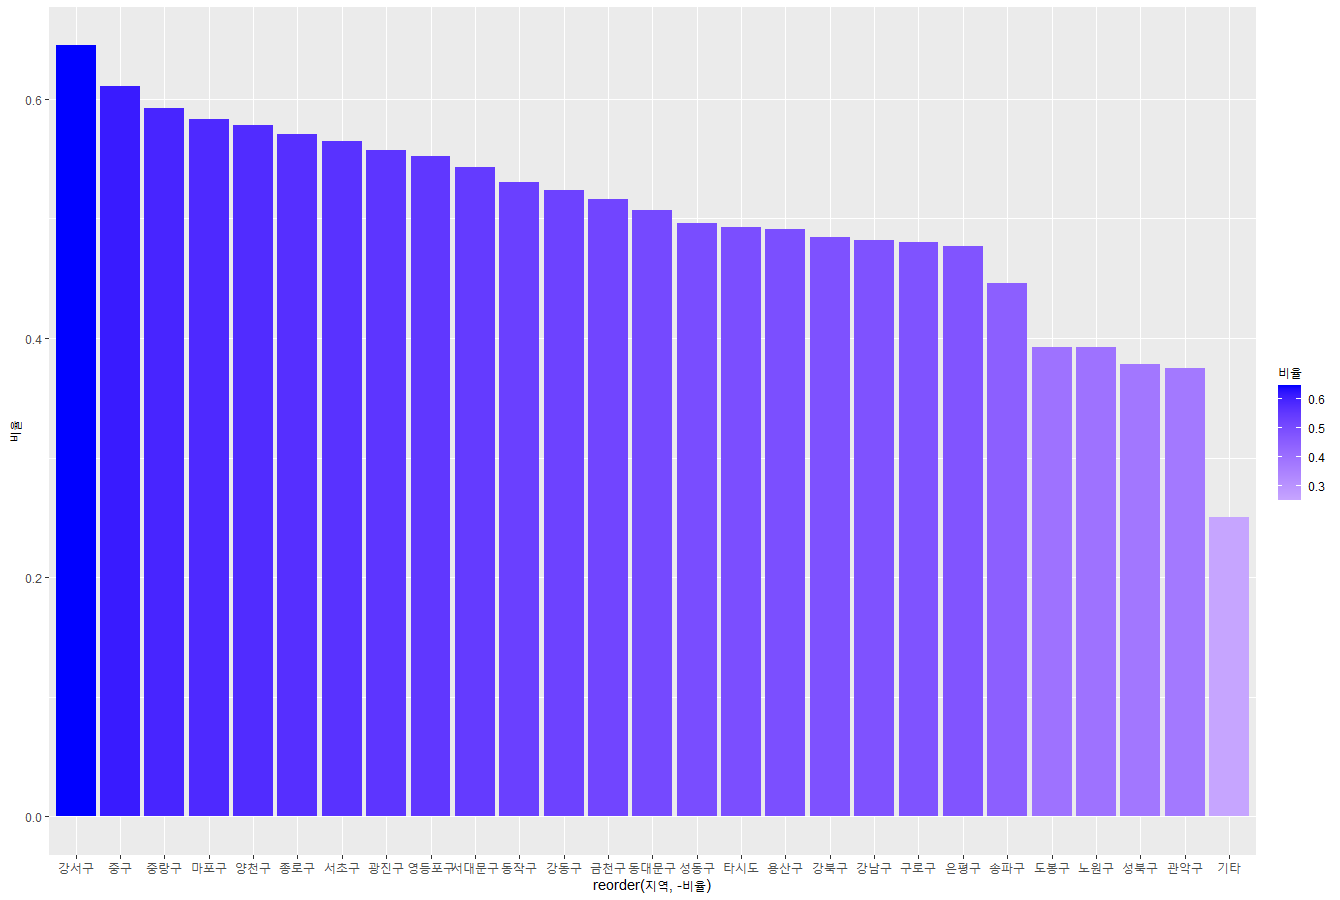 0.6
0.4
0.2
0.0
비율
강서구 중구 중랑구 마포구 양천구 종로구 서초구 광진구 영등포구 서대문구 동작구 강동구 금천구 동대문구 성동구 타시도 용산구 강북구 강남구 구로구 은평구 송파구 도봉구 노원구 성북구 관악구 기타
reorder(지역, -비율)
비율
0.6
0.5
0.4
0.3